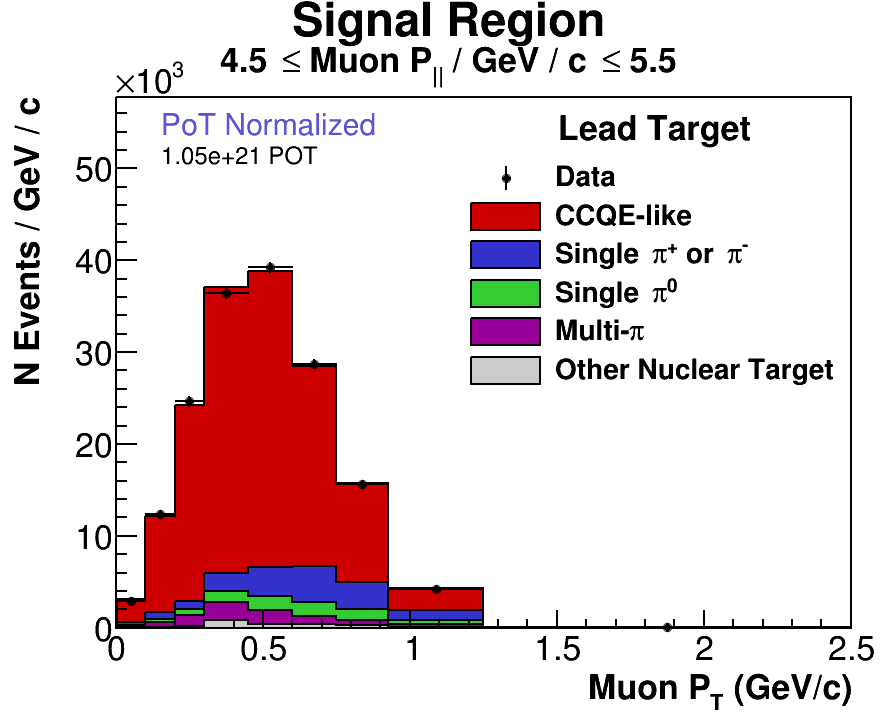 Signal Region
4.5 ≤ Muon P|| / GeV / c ≤ 5.5
×10³
N Events / GeV / c
PoT Normalized
1.05e+21 POT
Lead Target
Data
CCQE-like
Single π⁺ or π⁻
Single π⁰
Multi-π
Other Nuclear Target
50
40
30
20
10
0
0 0.5 1 1.5 2 2.5
Muon P_T (GeV/c)